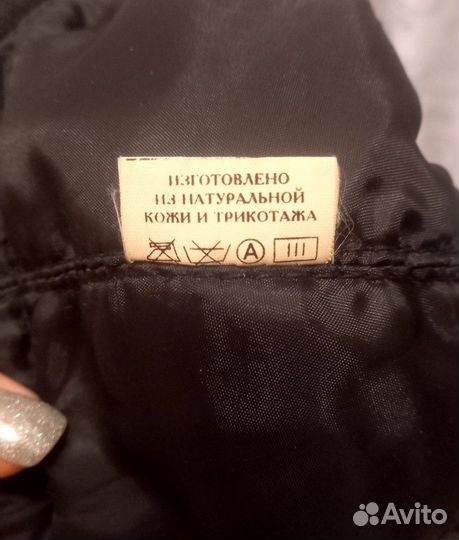 ИЗГОТОВЛЕНО
ИЗ НАТУРАЛЬНОЙ
КОЖИ И ТРИКОТАЖА
A
Avito